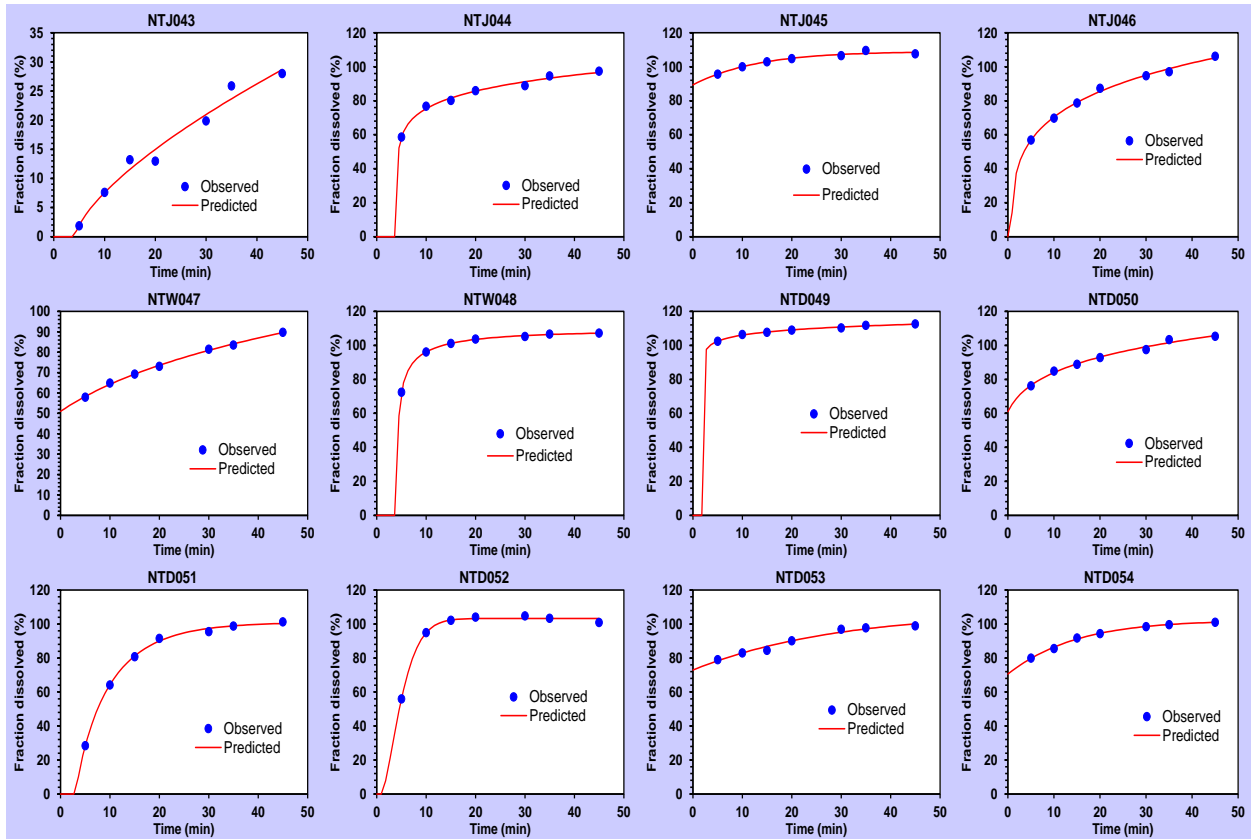 NTJ043
Fraction dissolved (%)
35
30
25
20
15
10
5
0
Observed
Predicted
0 10 20 30 40 50
Time (min)
NTJ044
Fraction dissolved (%)
120
100
80
60
40
20
0
Observed
Predicted
0 10 20 30 40 50
Time (min)
NTJ045
Fraction dissolved (%)
120
100
80
60
40
20
0
Observed
Predicted
0 10 20 30 40 50
Time (min)
NTJ046
Fraction dissolved (%)
120
100
80
60
40
20
0
Observed
Predicted
0 10 20 30 40 50
Time (min)
NTW047
Fraction dissolved (%)
100
90
80
70
60
50
40
30
20
10
0
Observed
Predicted
0 10 20 30 40 50
Time (min)
NTW048
Fraction dissolved (%)
120
100
80
60
40
20
0
Observed
Predicted
0 10 20 30 40 50
Time (min)
NTD049
Fraction dissolved (%)
120
100
80
60
40
20
0
Observed
Predicted
0 10 20 30 40 50
Time (min)
NTD050
Fraction dissolved (%)
120
100
80
60
40
20
0
Observed
Predicted
0 10 20 30 40 50
Time (min)
NTD051
Fraction dissolved (%)
120
100
80
60
40
20
0
Observed
Predicted
0 10 20 30 40 50
Time (min)
NTD052
Fraction dissolved (%)
120
100
80
60
40
20
0
Observed
Predicted
0 10 20 30 40 50
Time (min)
NTD053
Fraction dissolved (%)
120
100
80
60
40
20
0
Observed
Predicted
0 10 20 30 40 50
Time (min)
NTD054
Fraction dissolved (%)
120
100
80
60
40
20
0
Observed
Predicted
0 10 20 30 40 50
Time (min)